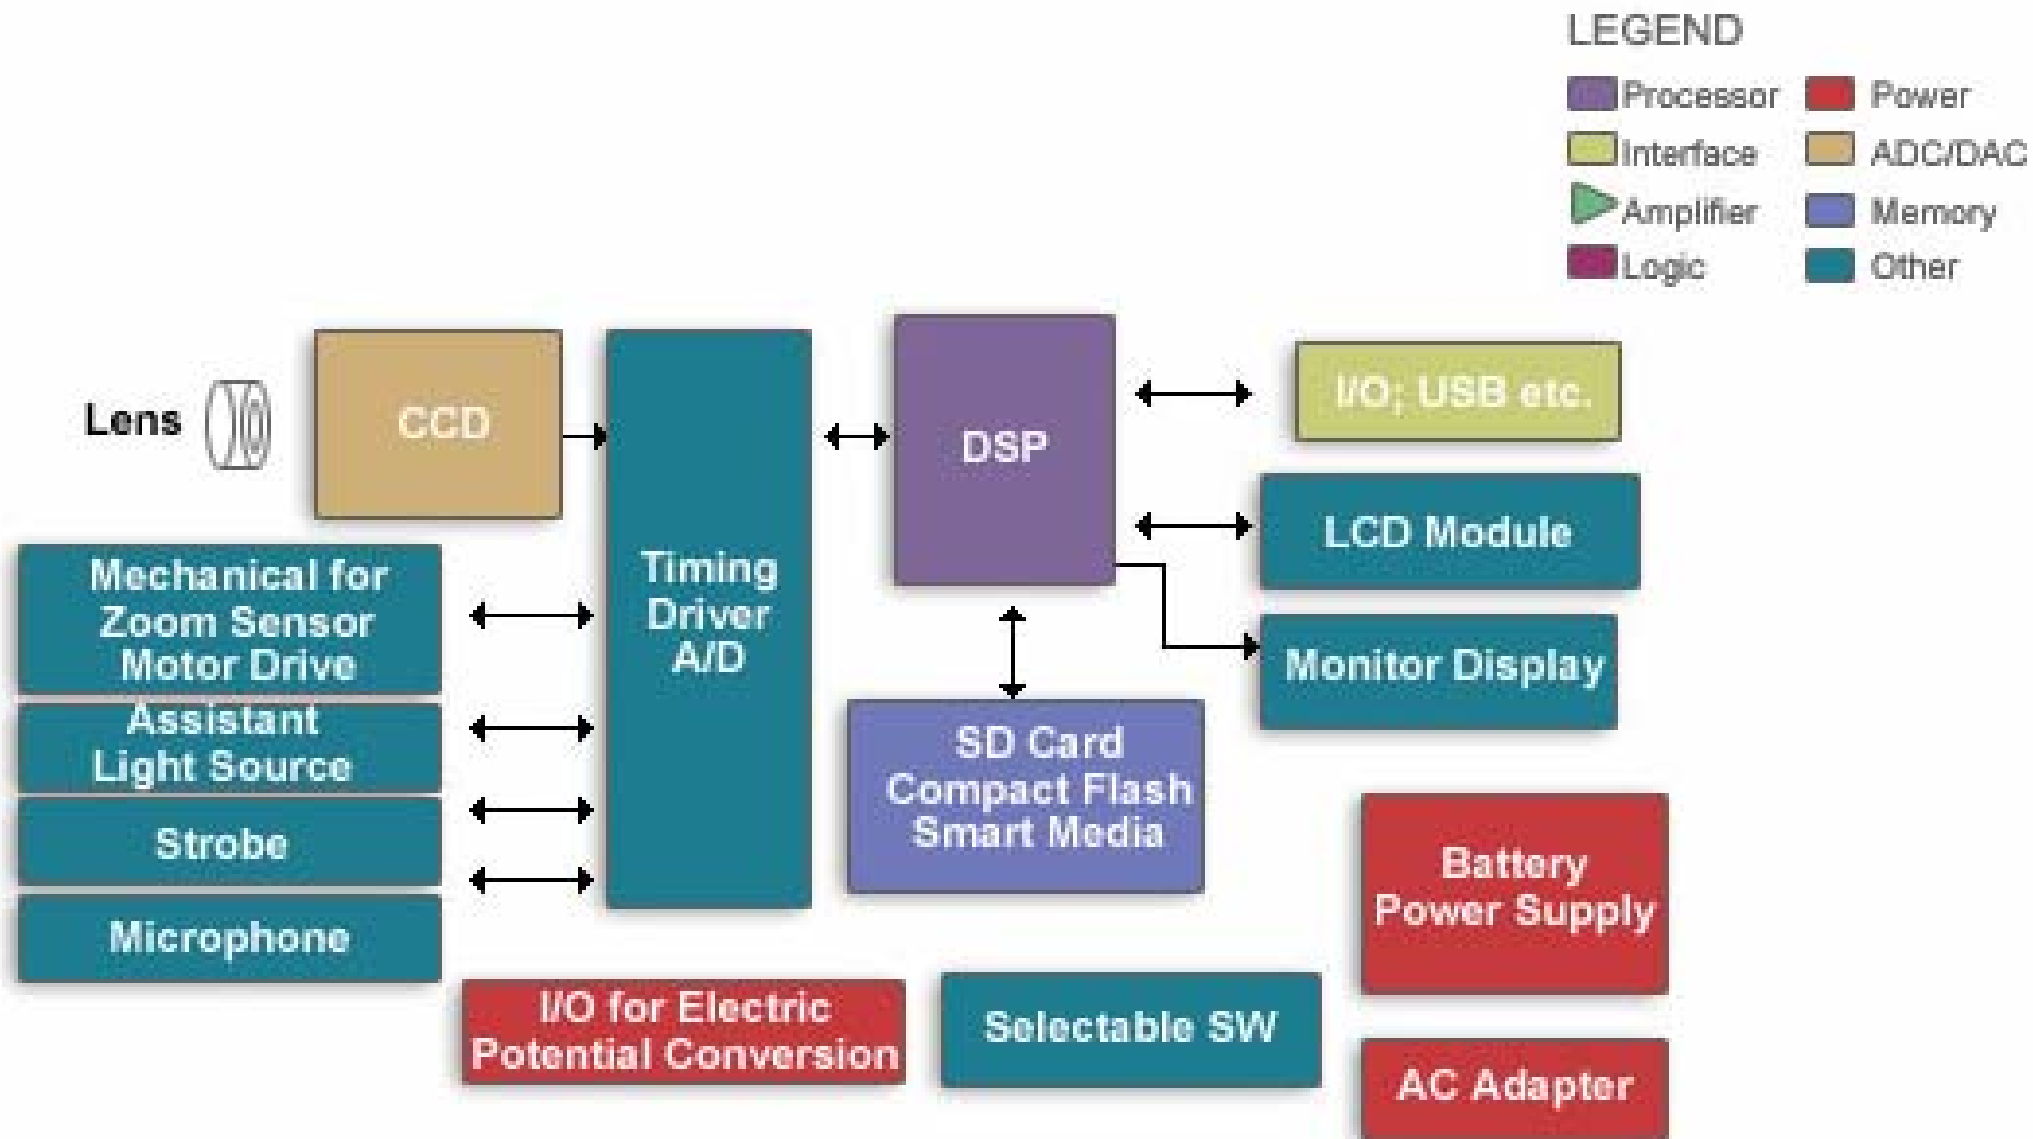 LEGEND
Processor
Power
Interface
ADC/DAC
Amplifier
Memory
Logic
Other
Lens
CCD
Timing
Driver
A/D
DSP
I/O; USB etc.
LCD Module
Monitor Display
Mechanical for
Zoom Sensor
Motor Drive
Assistant
Light Source
Strobe
Microphone
SD Card
Compact Flash
Smart Media
Battery
Power Supply
I/O for Electric
Potential Conversion
Selectable SW
AC Adapter